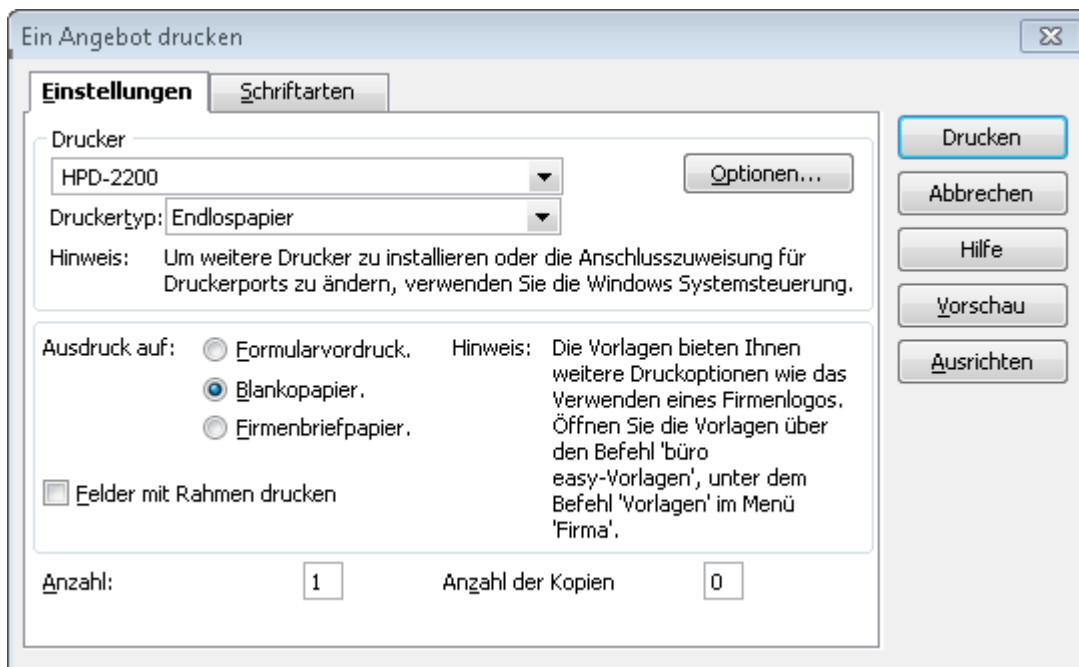 Ein Angebot drucken
Einstellungen
Schriftarten
Drucker
HPD-2200
Optionen...
Druckertyp: Endlospapier
Hinweis: Um weitere Drucker zu installieren oder die Anschlusszuweisung für
Druckerports zu ändern, verwenden Sie die Windows Systemsteuerung.
Ausdruck auf:
Formularvordruck.
Blankopapier.
Firmenbriefpapier.
Felder mit Rahmen drucken
Hinweis: Die Vorlagen bieten Ihnen
weitere Druckoptionen wie das
Verwenden eines Firmenlogos.
Öffnen Sie die Vorlagen über
den Befehl 'büro
easy-Vorlagen', unter dem
Befehl 'Vorlagen' im Menü
'Firma'.
Anzahl: 1
Anzahl der Kopien 0
Drucken
Abbrechen
Hilfe
Vorschau
Ausrichten